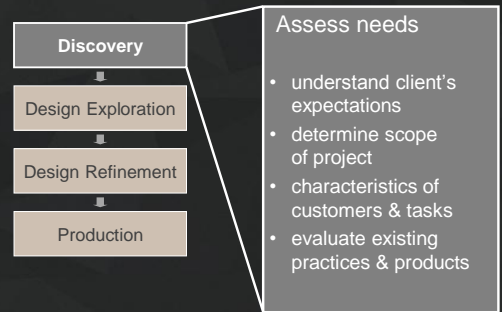 Discovery
Design Exploration
Design Refinement
Production
Assess needs
• understand client's
expectations
• determine scope
of project
• characteristics of
customers & tasks
• evaluate existing
practices & products